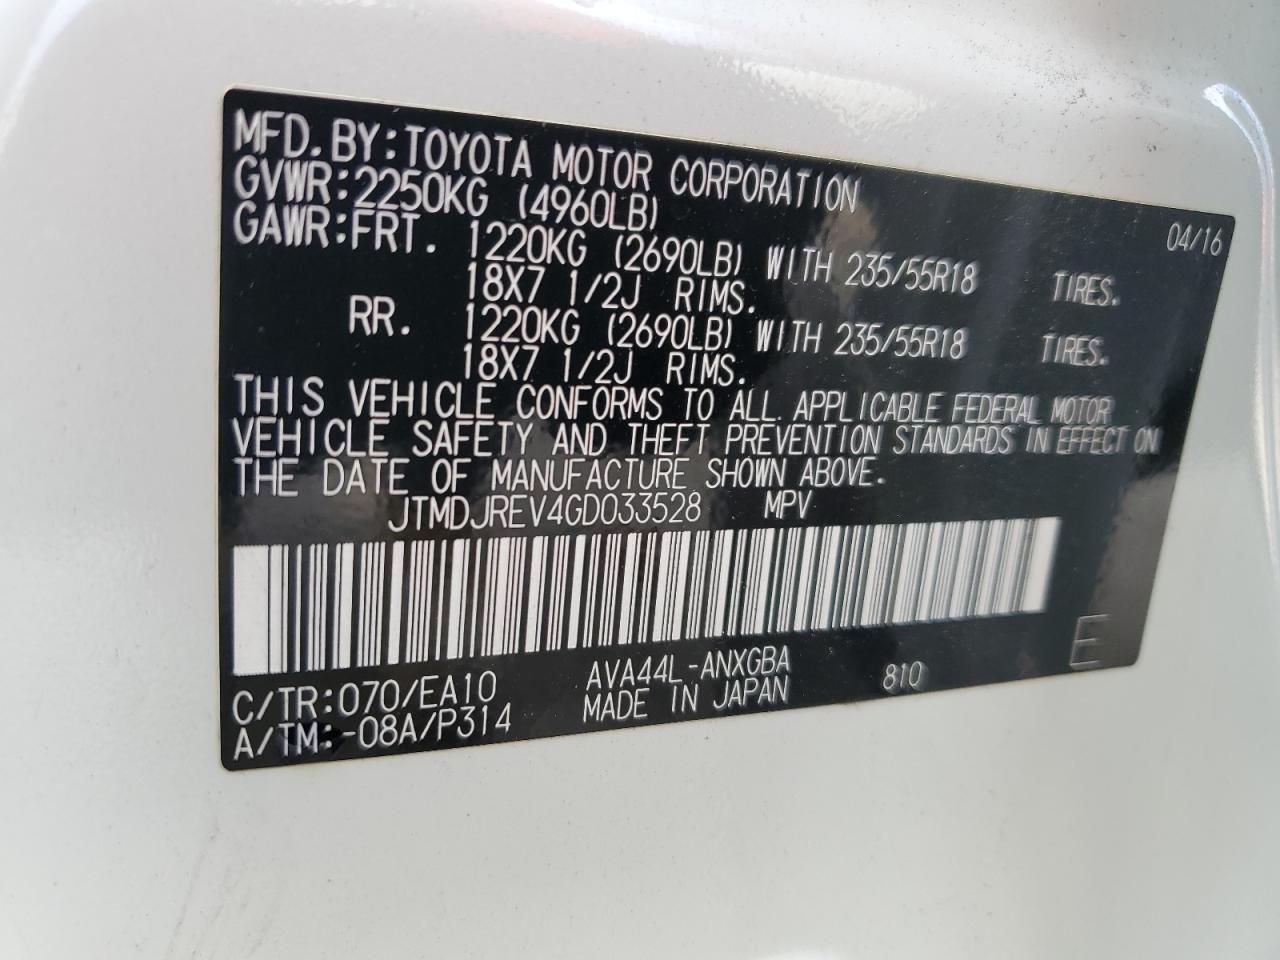 MFD. BY: TOYOTA MOTOR CORPORATION 04/16
GVWR: 2250KG (4960LB)
GAWR: FRT. 1220KG (2690LB) WITH 235/55R18 TIRES.
18X7 1/2J RIMS.
RR. 1220KG (2690LB) WITH 235/55R18 TIRES.
18X7 1/2J RIMS.
THIS VEHICLE CONFORMS TO ALL APPLICABLE FEDERAL MOTOR
VEHICLE SAFETY AND THEFT PREVENTION STANDARDS IN EFFECT ON
THE DATE OF MANUFACTURE SHOWN ABOVE.
JTMDJREV4GD033528 MPV
E
C/TR: 070/EA10 AVA44L-ANXGBA 810
A/TM: -08A/P314 MADE IN JAPAN